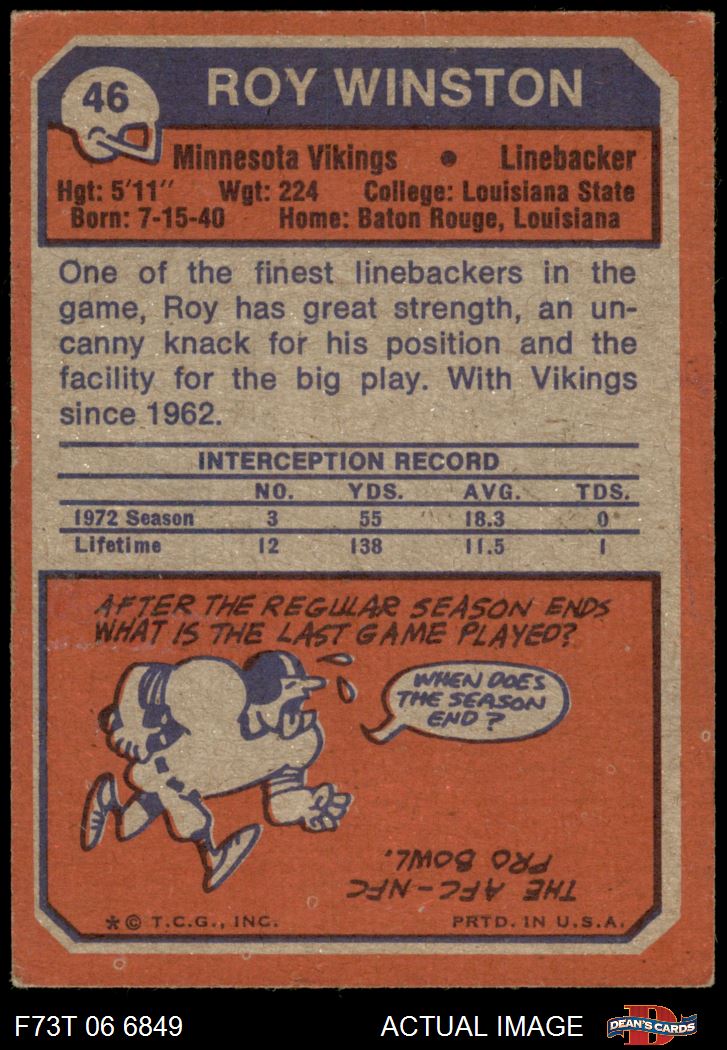 46
ROY WINSTON
Minnesota Vikings • Linebacker
Hgt: 5'11" Wgt: 224 College: Louisiana State
Born: 7-15-40 Home: Baton Rouge, Louisiana
One of the finest linebackers in the
game, Roy has great strength, an un-
canny knack for his position and the
facility for the big play. With Vikings
since 1962.
INTERCEPTION RECORD
NO. YDS. AVG. TDS.
1972 Season 3 55 18.3 0
Lifetime 12 138 11.5 1
AFTER THE REGULAR SEASON ENDS
WHAT IS THE LAST GAME PLAYED?
WHEN DOES
THE SEASON
END?
THE AFC-NFC
PRO BOWL.
* © T.C.G., INC. PRTD. IN U.S.A.
F73T 06 6849 ACTUAL IMAGE
D
DEAN'S CARDS